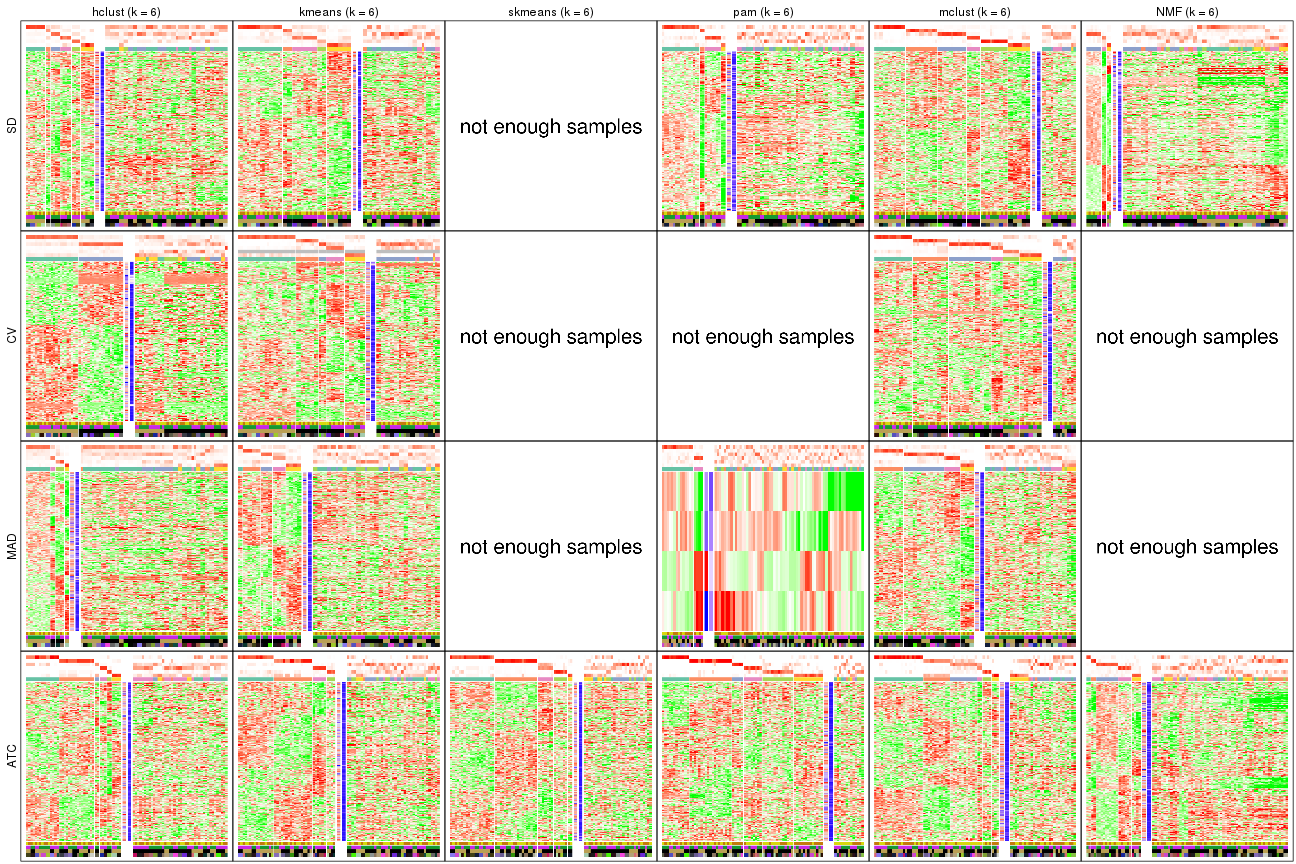 hclust (k = 6) kmeans (k = 6) skmeans (k = 6) pam (k = 6) mclust (k = 6) NMF (k = 6)
SD
not enough samples
CV
not enough samples not enough samples not enough samples
MAD
not enough samples not enough samples
ATC